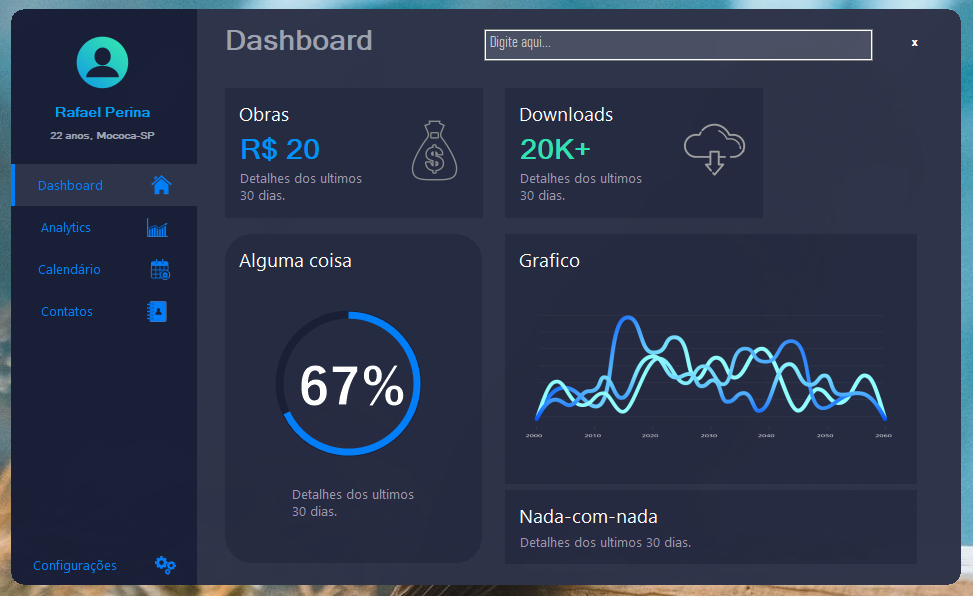 Rafael Perina
22 anos, Mococa-SP
Dashboard
Analytics
Calendário
Contatos
Configurações
Dashboard
Digite aqui...
x
Obras
R$ 20
Detalhes dos ultimos
30 dias.
$
Downloads
20K+
Detalhes dos ultimos
30 dias.
Alguma coisa
67%
Detalhes dos ultimos
30 dias.
Grafico
2000 2010 2020 2030 2040 2050 2060
Nada-com-nada
Detalhes dos ultimos 30 dias.